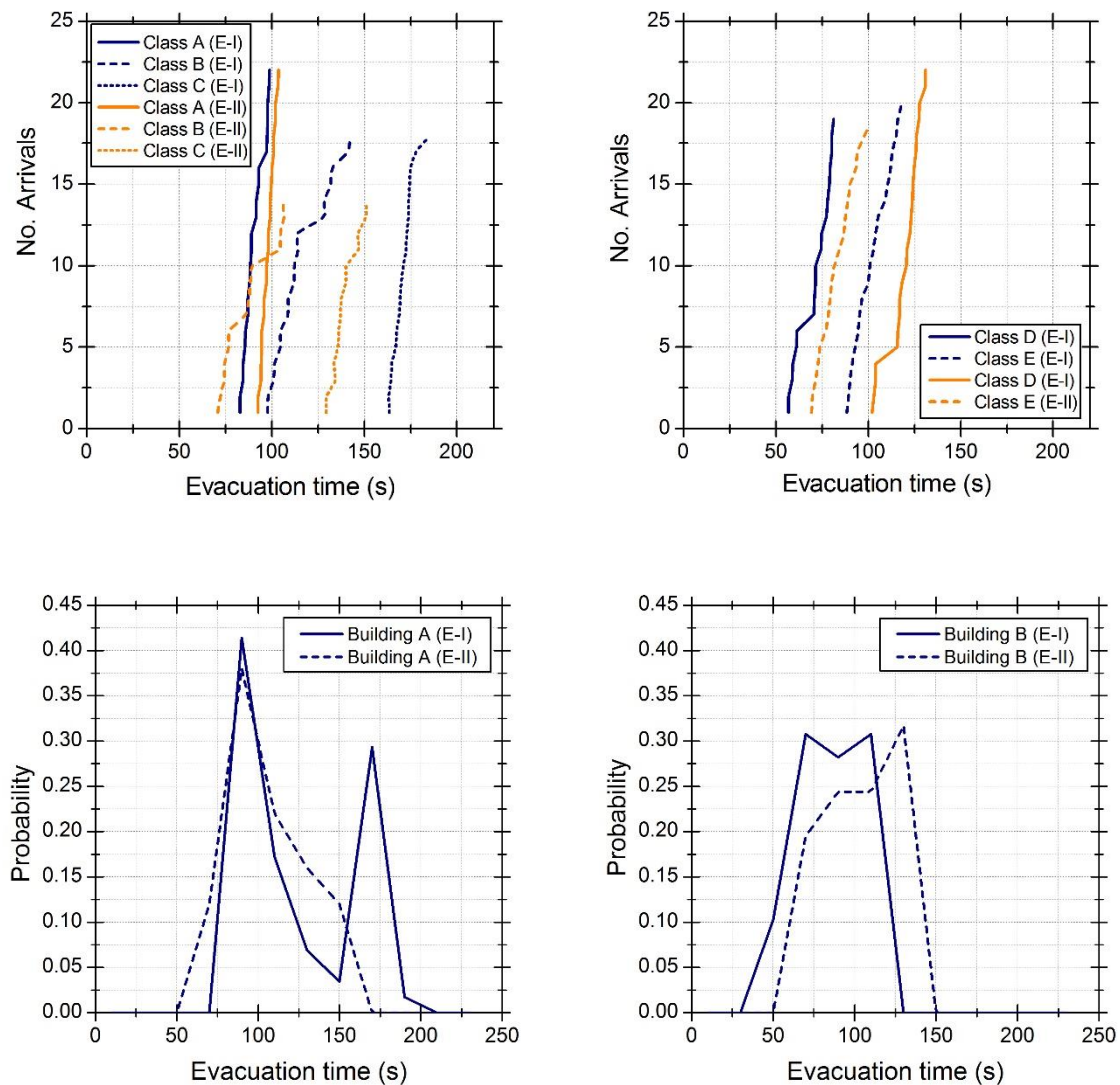 25
20
15
10
5
0
No. Arrivals
Class A (E-I)
Class B (E-I)
Class C (E-I)
Class A (E-II)
Class B (E-II)
Class C (E-II)
0 50 100 150 200
Evacuation time (s)
25
20
15
10
5
0
No. Arrivals
Class D (E-I)
Class E (E-I)
Class D (E-I)
Class E (E-II)
0 50 100 150 200
Evacuation time (s)
0.45
0.40
0.35
0.30
0.25
0.20
0.15
0.10
0.05
0.00
Probability
Building A (E-I)
Building A (E-II)
0 50 100 150 200 250
Evacuation time (s)
0.45
0.40
0.35
0.30
0.25
0.20
0.15
0.10
0.05
0.00
Probability
Building B (E-I)
Building B (E-II)
0 50 100 150 200 250
Evacuation time (s)